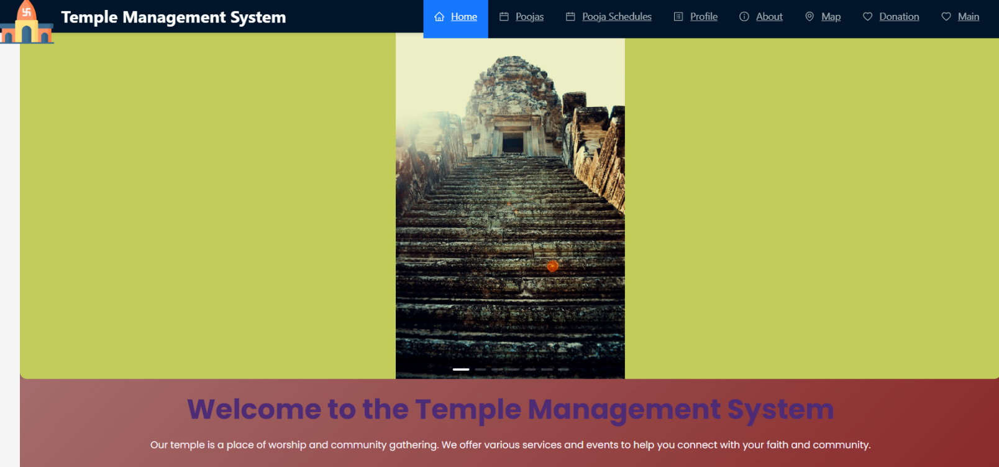 Temple Management System
Home Poojas Pooja Schedules Profile About Map Donation Main
Welcome to the Temple Management System
Our temple is a place of worship and community gathering. We offer various services and events to help you connect with your faith and community.